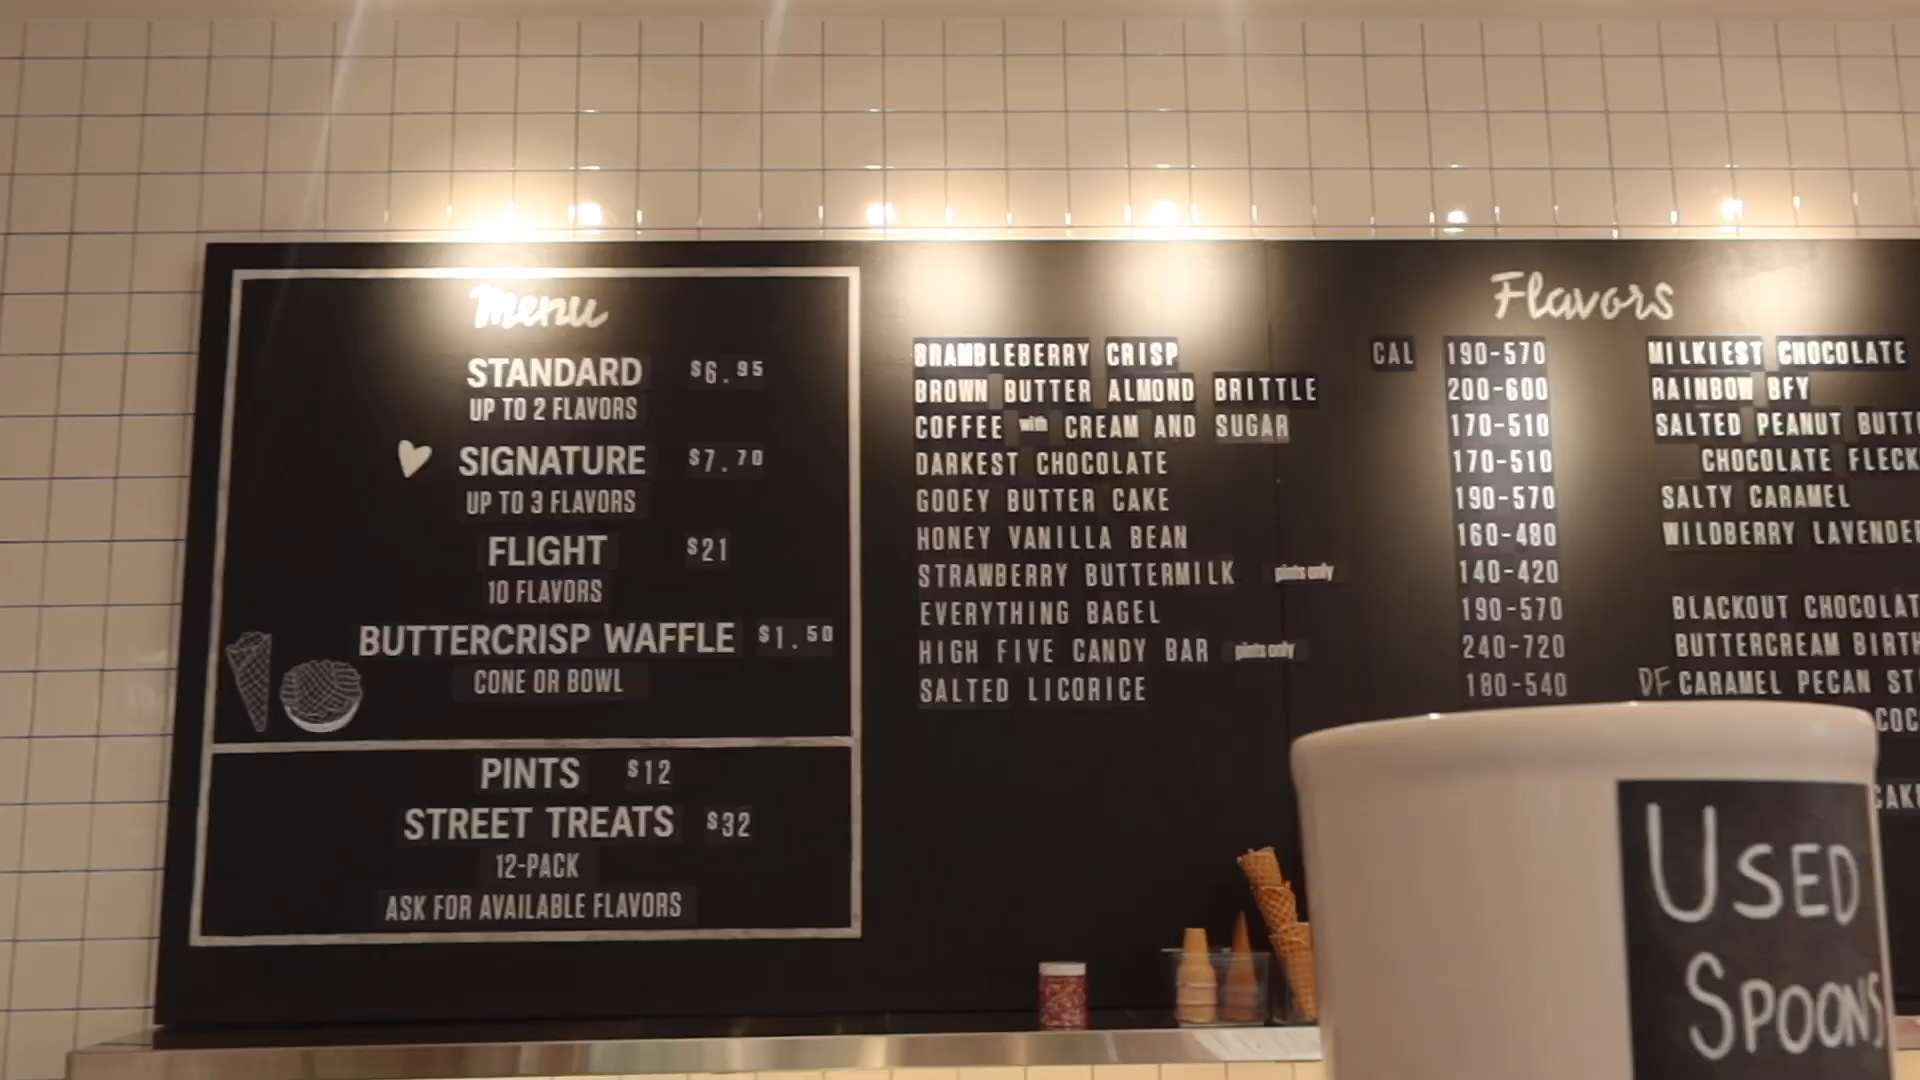 Menu
STANDARD $6.95
UP TO 2 FLAVORS
SIGNATURE $7.70
UP TO 3 FLAVORS
FLIGHT $21
10 FLAVORS
BUTTERCRISP WAFFLE $1.50
CONE OR BOWL
PINTS $12
STREET TREATS $32
12-PACK
ASK FOR AVAILABLE FLAVORS
Flavors
BRAMBLEBERRY CRISP CAL 190-570
BROWN BUTTER ALMOND BRITTLE 200-600
COFFEE with CREAM AND SUGAR 170-510
DARKEST CHOCOLATE 170-510
GOOEY BUTTER CAKE 190-570
HONEY VANILLA BEAN 160-480
STRAWBERRY BUTTERMILK pints only 140-420
EVERYTHING BAGEL 190-570
HIGH FIVE CANDY BAR pints only 240-720
SALTED LICORICE 180-540
MILKIEST CHOCOLATE
RAINBOW BFY
SALTED PEANUT
CHOCOLATE
SALTY CARAMEL
WILDBERRY LAVENDER
BLACKOUT
BUTTERCREAM
DF CARAMEL PECAN
USED
SPOONS